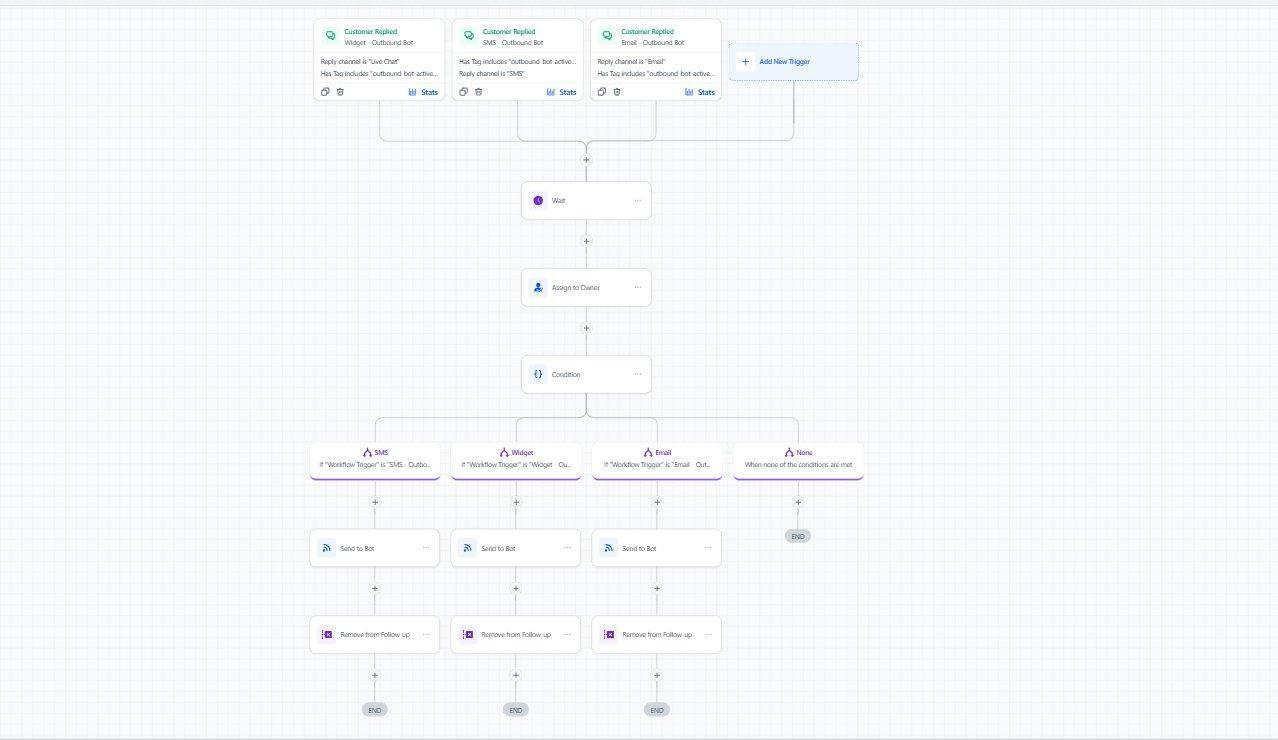 Customer Replied
Widget - Outbound Bot
Reply channel is "Live Chat"
Has Tag includes "outbound-bot-active...
Stats
Customer Replied
SMS - Outbound Bot
Has Tag includes "outbound-bot-active...
Reply channel is "SMS"
Stats
Customer Replied
Email - Outbound Bot
Reply channel is "Email"
Has Tag includes "outbound-bot-active...
Stats
Add New Trigger
Wait
Assign to Owner
Condition
SMS
If "Workflow Trigger" is "SMS - Outbo...
Widget
If "Workflow Trigger" is "Widget - Ou...
Email
If "Workflow Trigger" is "Email - Out...
None
When none of the conditions are met
END
Send to Bot
Send to Bot
Send to Bot
Remove from Follow-up
Remove from Follow-up
Remove from Follow-up
END
END
END